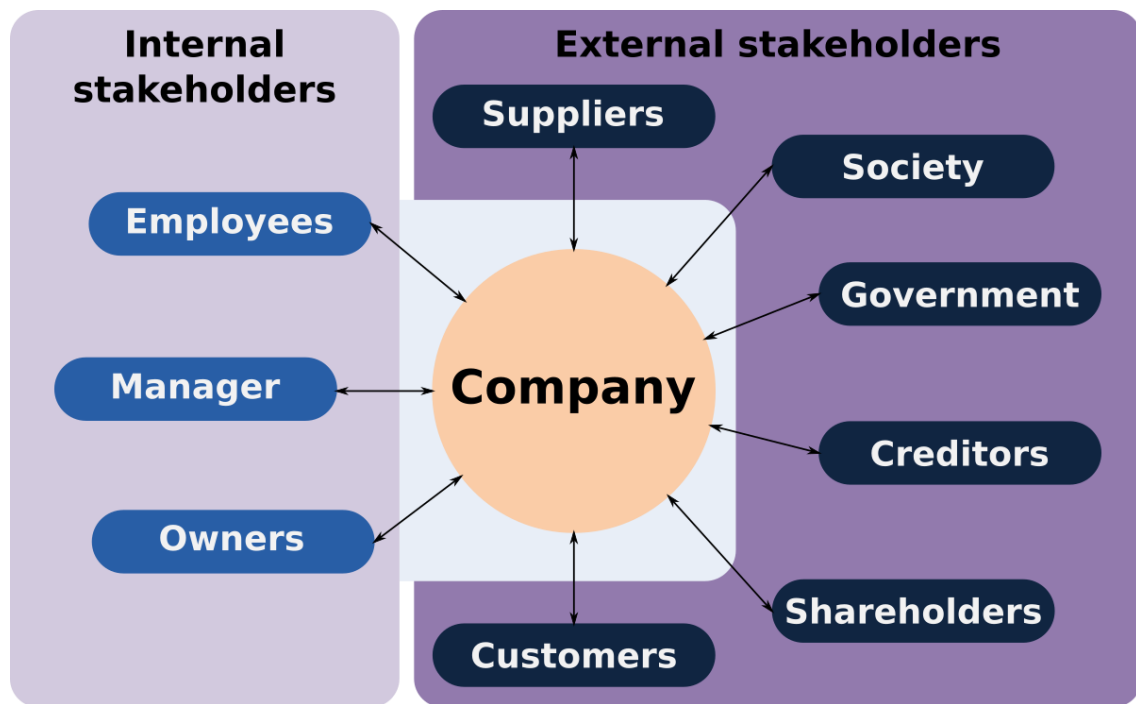 Internal
stakeholders
Employees
Manager
Owners
Company
External stakeholders
Suppliers
Society
Government
Creditors
Shareholders
Customers